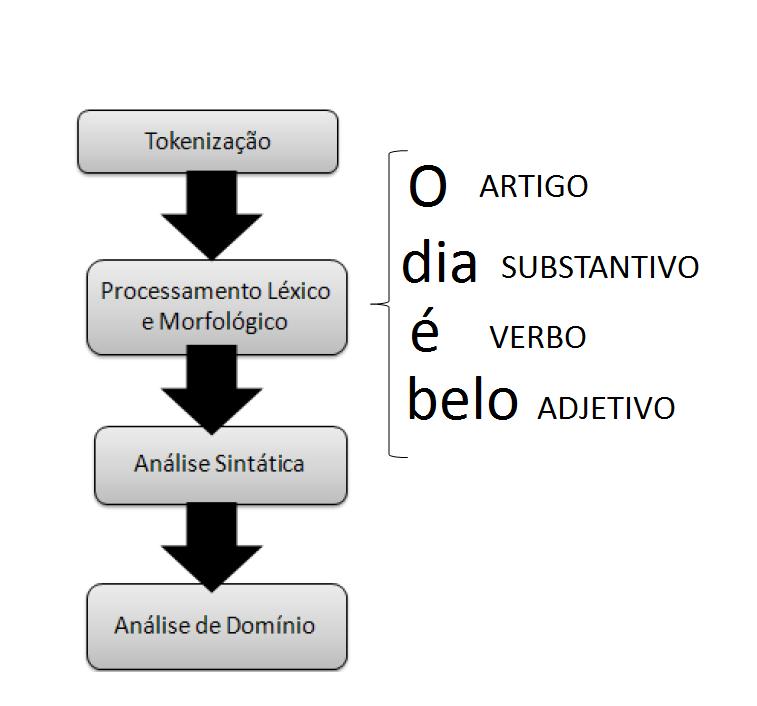 Tokenização
Processamento Léxico
e Morfológico
Análise Sintática
Análise de Domínio
O ARTIGO
dia SUBSTANTIVO
é VERBO
belo ADJETIVO